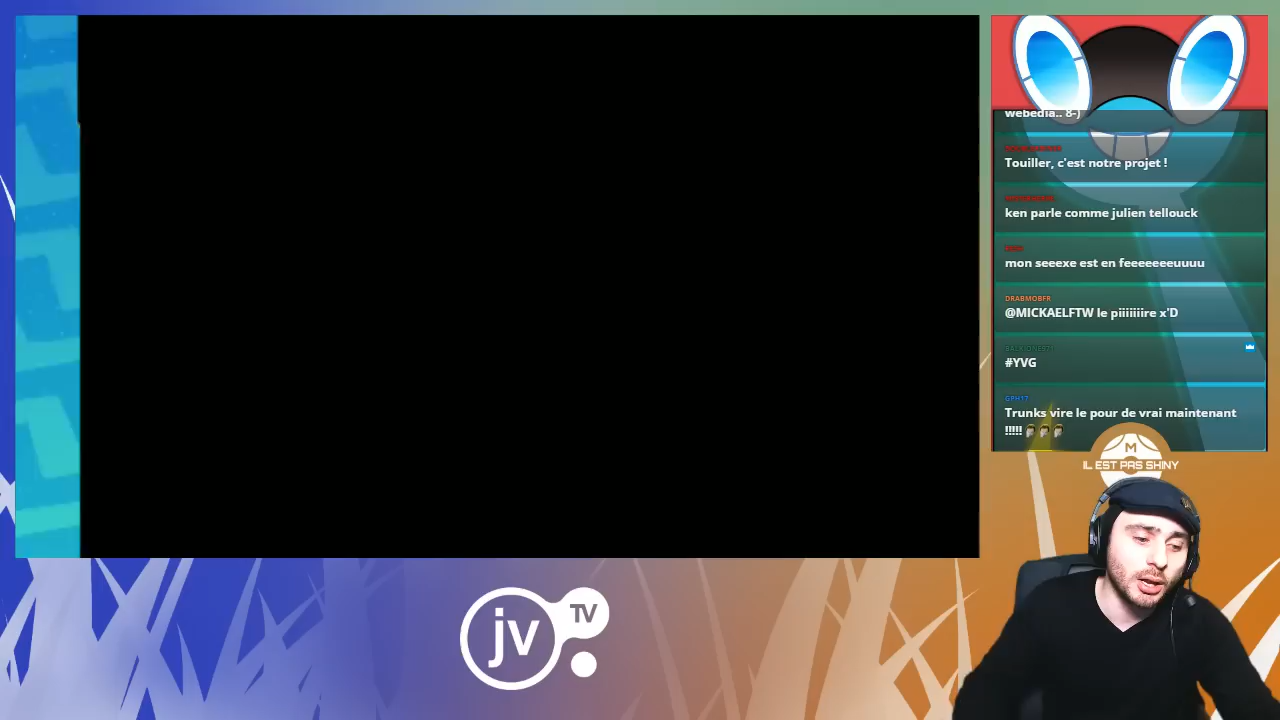 webedia.. 8-)
Touiller, c'est notre projet !
ken parle comme julien tellouck
mon seeexe est en feeeeeeeuuuu
DRABMOBFR
@MICKAELFTW le piiiiiiire x'D
#YVG
GPH17
Trunks vire le pour de vrai maintenant
!!!!!
M
IL EST PAS SHINY
jv TV